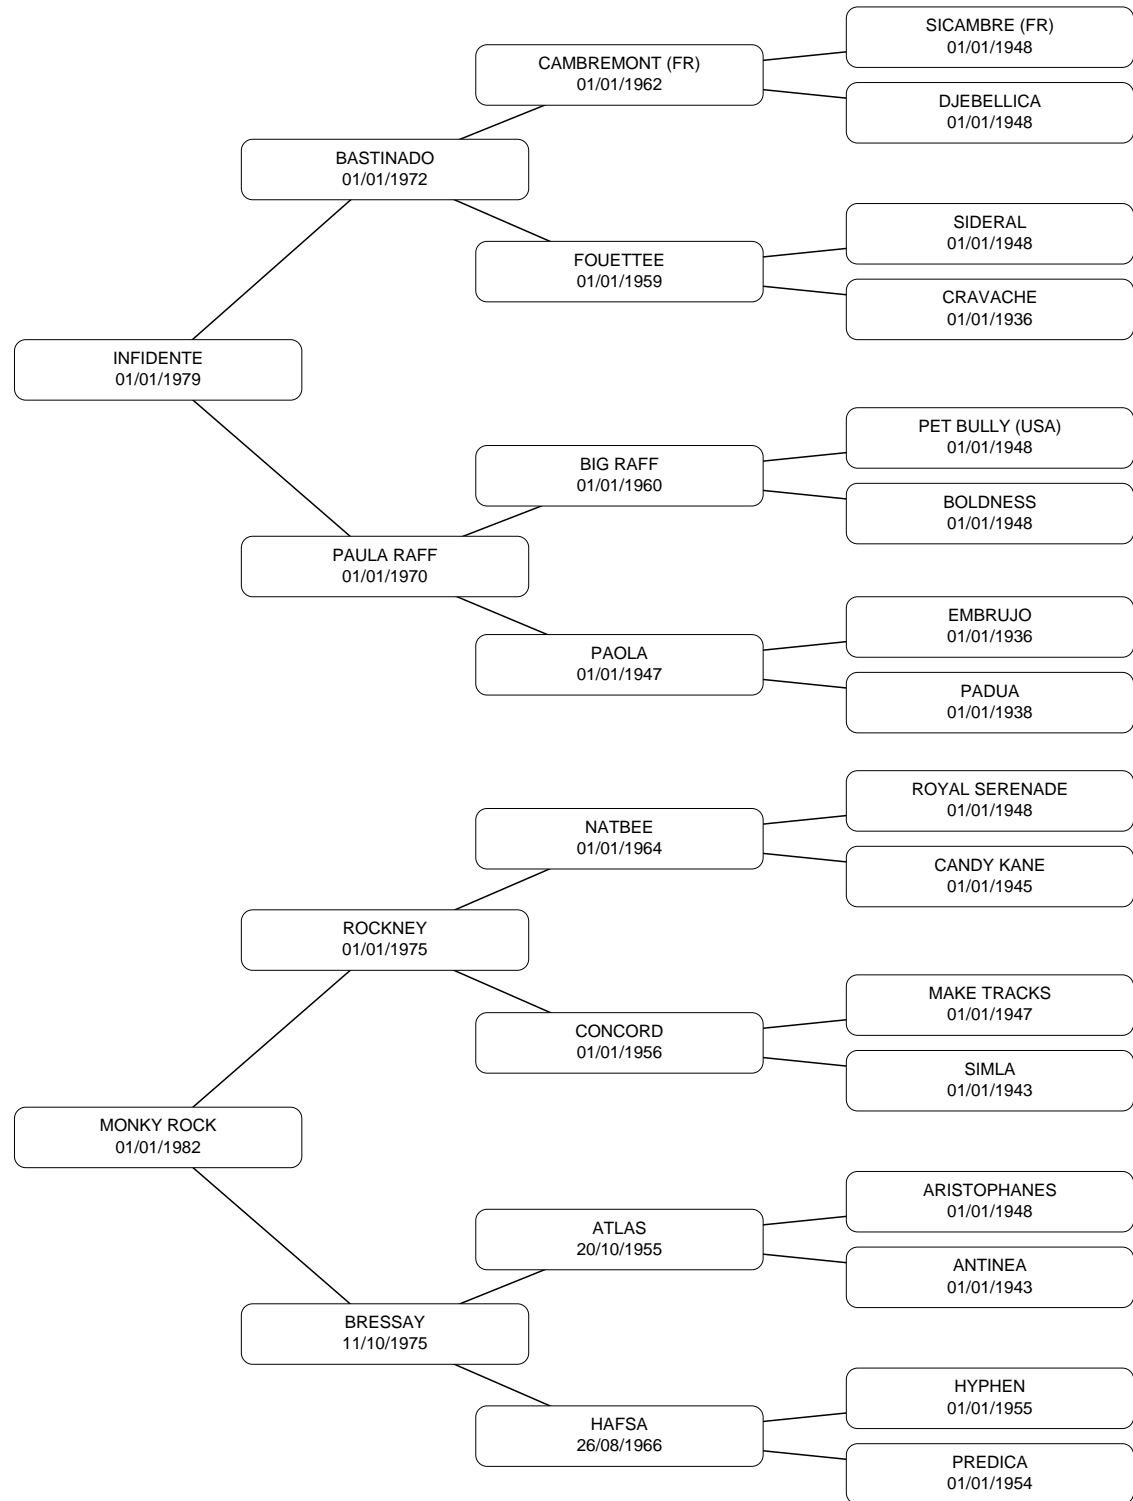 SICAMBRE (FR)
01/01/1948
CAMBREMONT (FR)
01/01/1962
DJEBELLICA
01/01/1948
BASTINADO
01/01/1972
SIDERAL
01/01/1948
FOUETTEE
01/01/1959
CRAVACHE
01/01/1936
INFIDENTE
01/01/1979
PET BULLY (USA)
01/01/1948
BIG RAFF
01/01/1960
BOLDNESS
01/01/1948
PAULA RAFF
01/01/1970
EMBRUJO
01/01/1936
PAOLA
01/01/1947
PADUA
01/01/1938
ROYAL SERENADE
01/01/1948
NATBEE
01/01/1964
CANDY KANE
01/01/1945
ROCKNEY
01/01/1975
MAKE TRACKS
01/01/1947
CONCORD
01/01/1956
SIMLA
01/01/1943
MONKY ROCK
01/01/1982
ARISTOPHANES
01/01/1948
ATLAS
20/10/1955
ANTINEA
01/01/1943
BRESSAY
11/10/1975
HYPHEN
01/01/1955
HAFSA
26/08/1966
PREDICA
01/01/1954